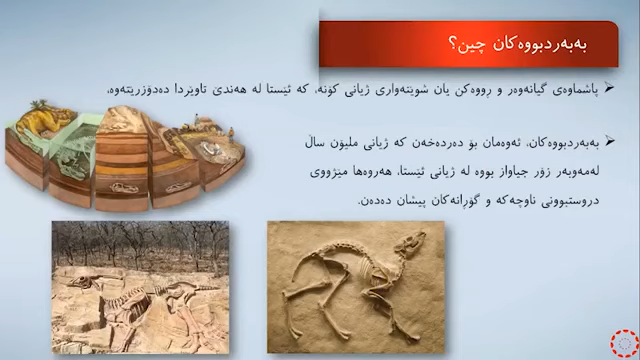 بەبەردبووەکان چین؟
پاشماوەی گیانەوەر و ڕووەکن یان شوێنەواری ژیانی کۆنە، کە ئێستا لە هەندێ تاوێردا دەدۆزرێتەوە،
بەبەردبووەکان، ئەوەمان بۆ دەردەخەن کە ژیانی ملیۆن ساڵ
لەمەوبەر زۆر جیاواز بووە لە ژیانی ئێستا، هەروەها مێژووی
دروستبوونی ناوچەکە و گۆڕانەکان پیشان دەدەن.